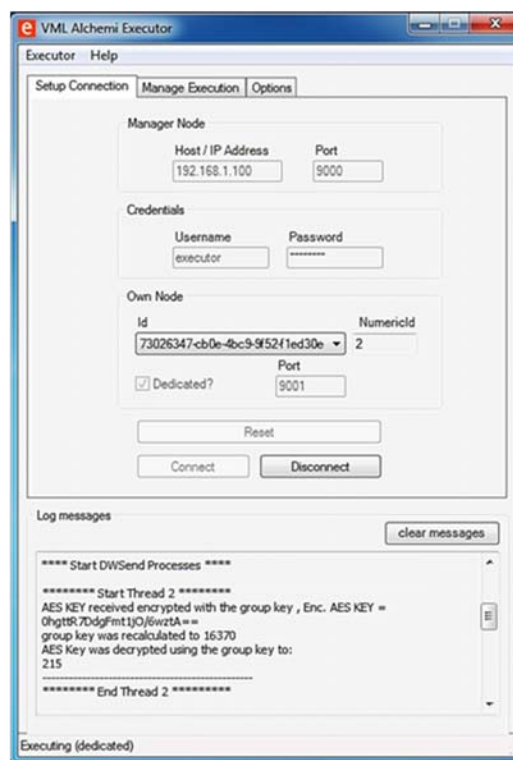 VML Alchemi Executor
Executor Help
Setup Connection Manage Execution Options
Manager Node
Host / IP Address Port
192.168.1.100 9000
Credentials
Username Password
executor --------
Own Node
Id NumericId
73026347-cb0e-4bc9-9f52-f1ed30e 2
Port
Dedicated? 9001
Reset
Connect Disconnect
Log messages
clear messages
**** Start DWSend Processes ****
******** Start Thread 2 ********
AES KEY received encrypted with the group key , Enc. AES KEY =
0hgttR7DdgFmt1jO/6wztA==
group key was recalculated to 16370
AES Key was decrypted using the group key to:
215
------------------------------------------------
******** End Thread 2 *********
Executing (dedicated)